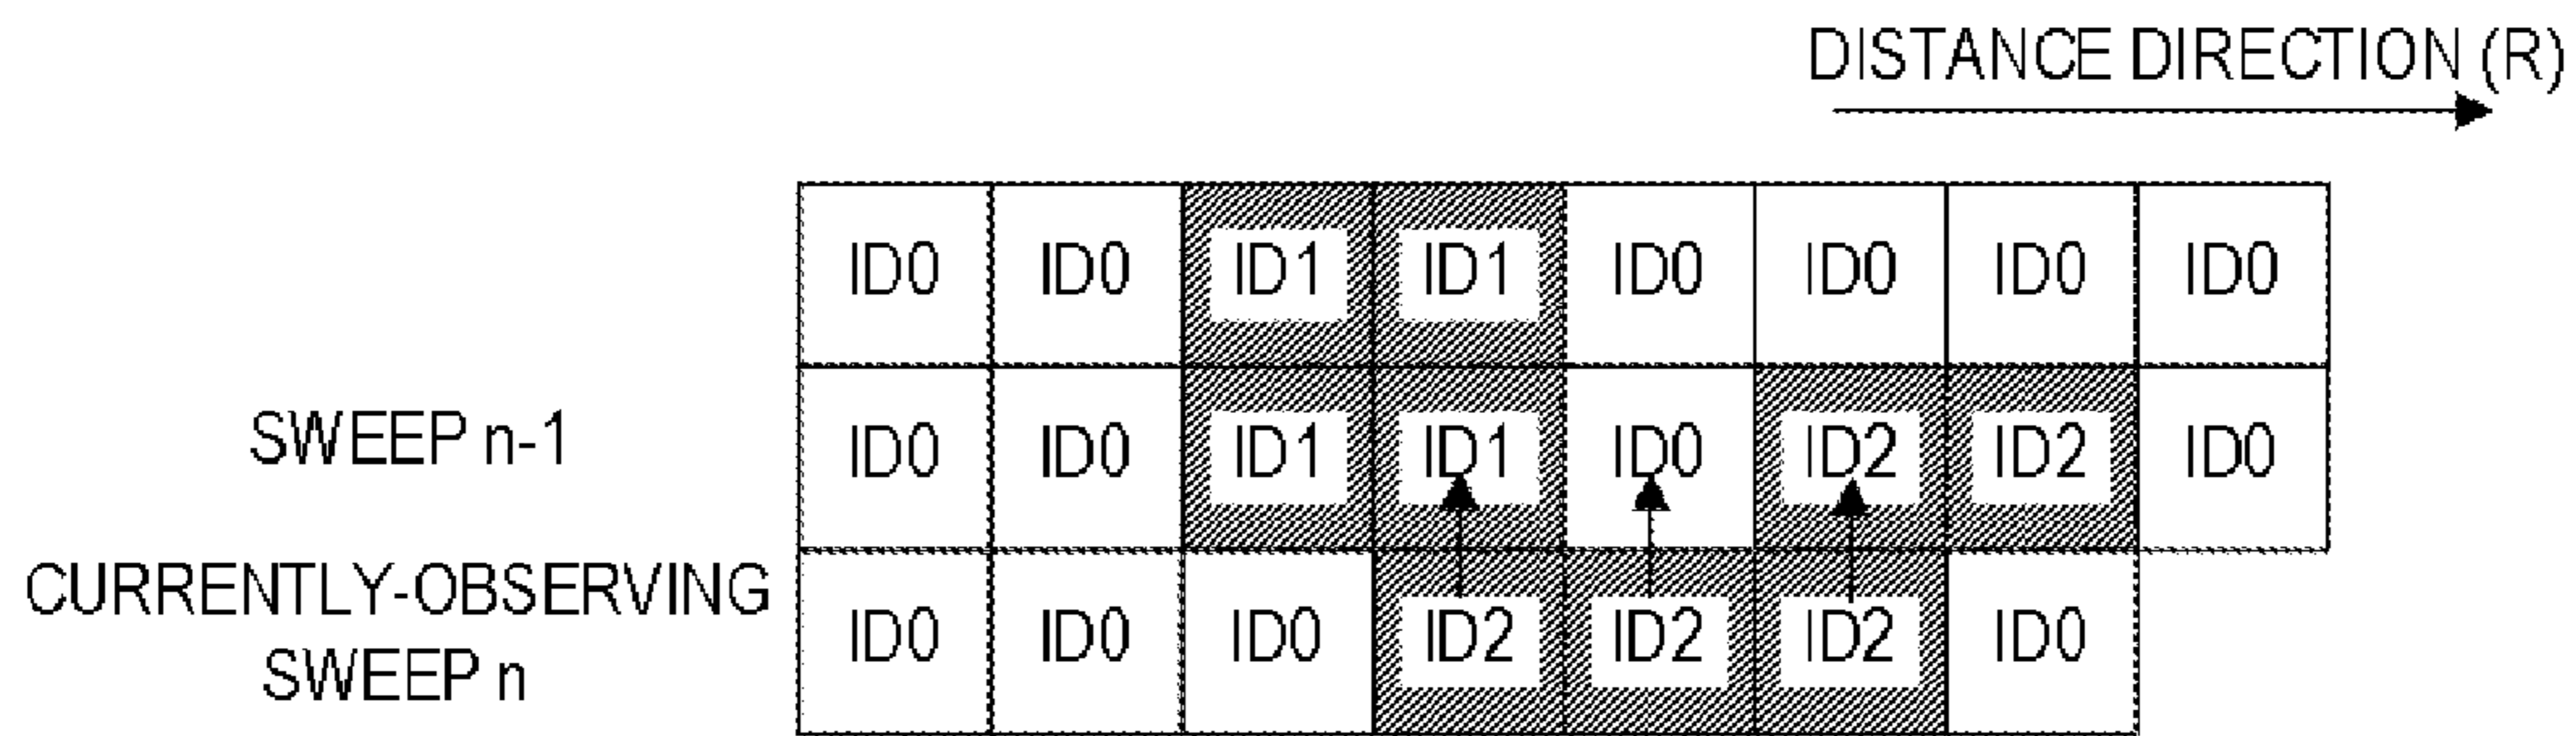 DISTANCE DIRECTION (R)
ID0 ID0 ID1 ID1 ID0 ID0 ID0 ID0
SWEEP n-1 ID0 ID0 ID1 ID1 ID0 ID2 ID2 ID0
CURRENTLY-OBSERVING
SWEEP n
ID0 ID0 ID0 ID2 ID2 ID2 ID0